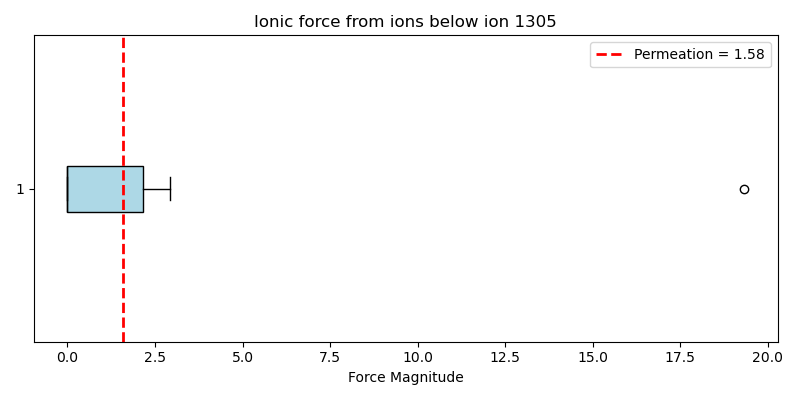 Ionic force from ions below ion 1305
Permeation = 1.58
1
0.0 2.5 5.0 7.5 10.0 12.5 15.0 17.5 20.0
Force Magnitude